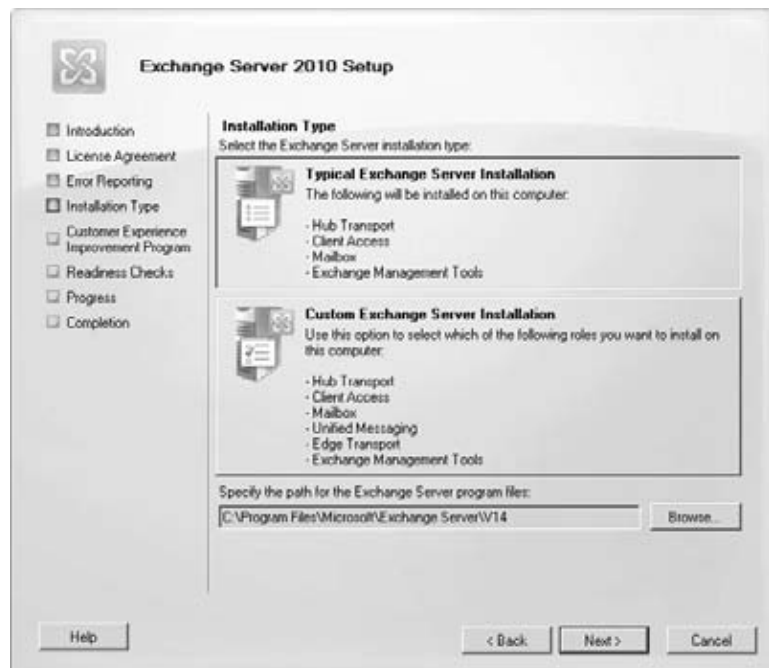 Exchange Server 2010 Setup
Introduction
License Agreement
Error Reporting
Installation Type
Customer Experience
Improvement Program
Readiness Checks
Progress
Completion
Installation Type
Select the Exchange Server installation type:
Typical Exchange Server Installation
The following will be installed on this computer:
- Hub Transport
- Client Access
- Mailbox
- Exchange Management Tools
Custom Exchange Server Installation
Use this option to select which of the following roles you want to install on
this computer:
- Hub Transport
- Client Access
- Mailbox
- Unified Messaging
- Edge Transport
- Exchange Management Tools
Specify the path for the Exchange Server program files:
C:\Program Files\Microsoft\Exchange Server\V14
Browse...
Help
< Back
Next >
Cancel